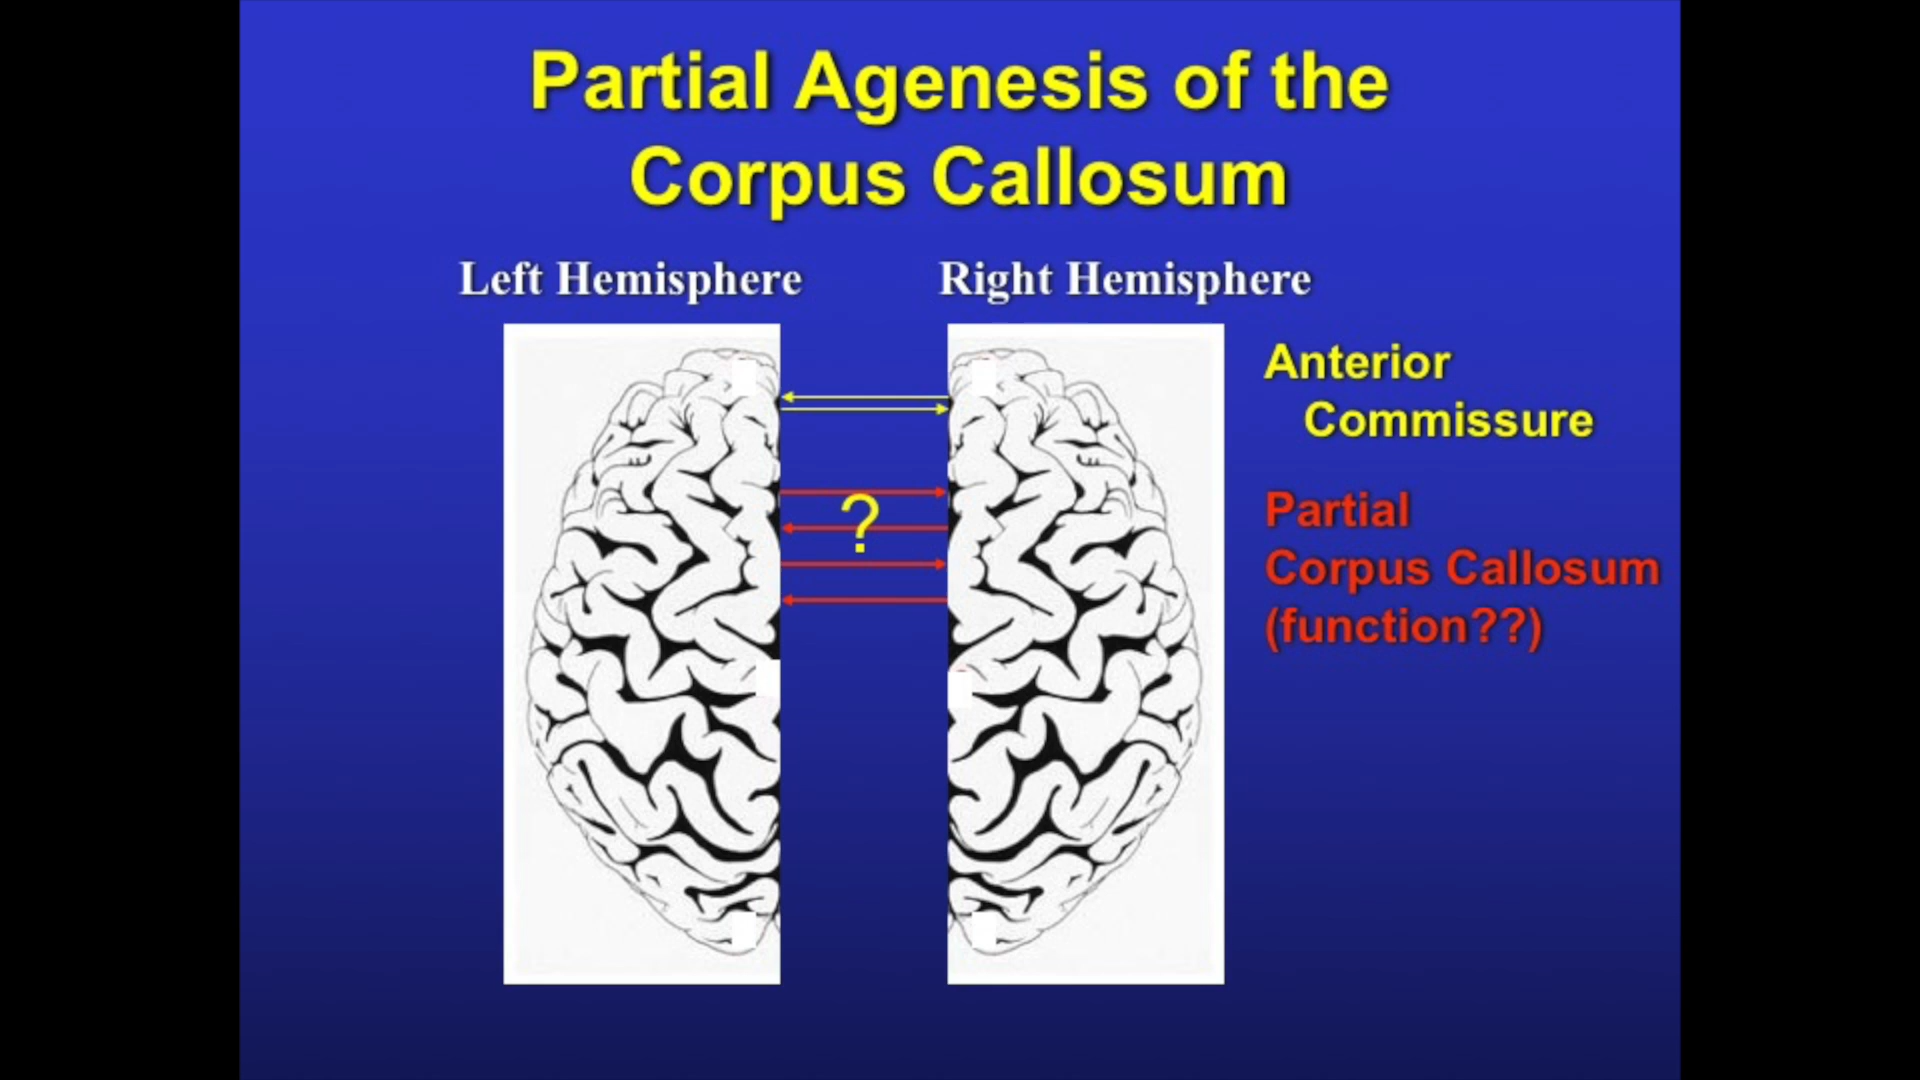 Partial Agenesis of the
Corpus Callosum
Left Hemisphere
Right Hemisphere
Anterior
Commissure
?
Partial
Corpus Callosum
(function??)